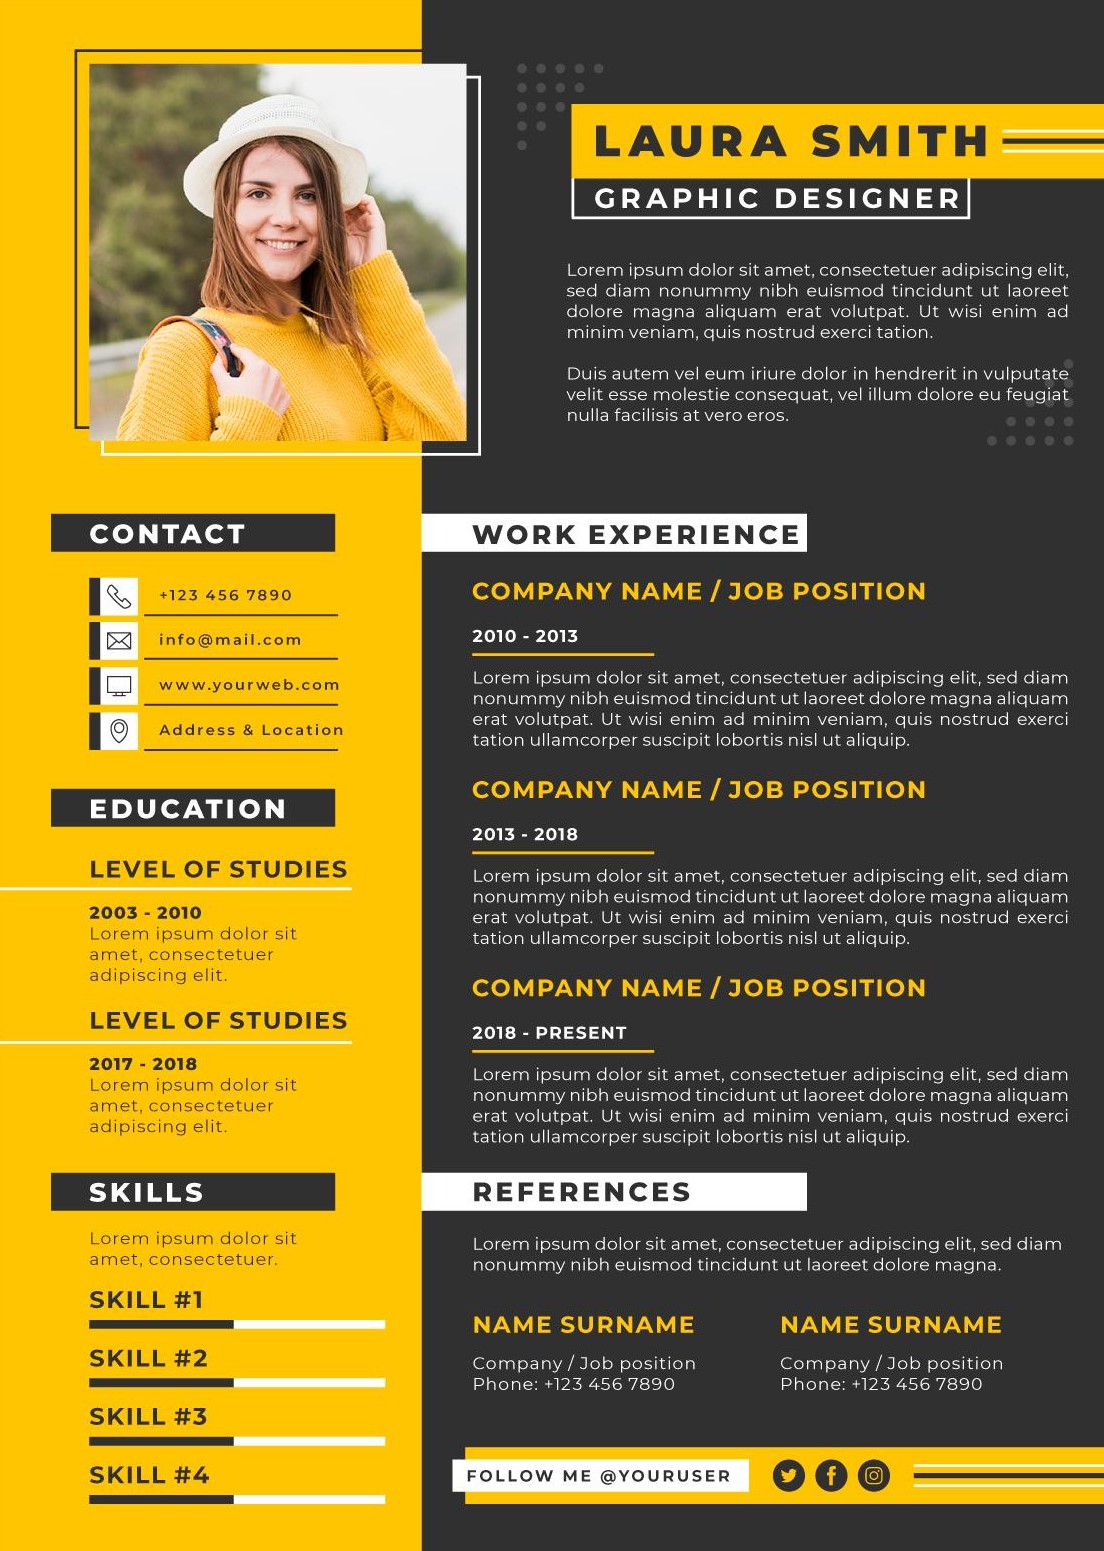 LAURA SMITH
GRAPHIC DESIGNER
Lorem ipsum dolor sit amet, consectetuer adipiscing elit,
sed diam nonummy nibh euismod tincidunt ut laoreet
dolore magna aliquam erat volutpat. Ut wisi enim ad
minim veniam, quis nostrud exerci tation.
Duis autem vel eum iriure dolor in hendrerit in vulputate
velit esse molestie consequat, vel illum dolore eu feugiat
nulla facilisis at vero eros.
CONTACT
+123 456 7890
info@mail.com
www.yourweb.com
Address & Location
EDUCATION
LEVEL OF STUDIES
2003 - 2010
Lorem ipsum dolor sit
amet, consectetuer
adipiscing elit.
LEVEL OF STUDIES
2017 - 2018
Lorem ipsum dolor sit
amet, consectetuer
adipiscing elit.
SKILLS
Lorem ipsum dolor sit
amet, consectetuer.
SKILL #1
SKILL #2
SKILL #3
SKILL #4
WORK EXPERIENCE
COMPANY NAME / JOB POSITION
2010 - 2013
Lorem ipsum dolor sit amet, consectetuer adipiscing elit, sed diam
nonummy nibh euismod tincidunt ut laoreet dolore magna aliquam
erat volutpat. Ut wisi enim ad minim veniam, quis nostrud exerci
tation ullamcorper suscipit lobortis nisl ut aliquip.
COMPANY NAME / JOB POSITION
2013 - 2018
Lorem ipsum dolor sit amet, consectetuer adipiscing elit, sed diam
nonummy nibh euismod tincidunt ut laoreet dolore magna aliquam
erat volutpat. Ut wisi enim ad minim veniam, quis nostrud exerci
tation ullamcorper suscipit lobortis nisl ut aliquip.
COMPANY NAME / JOB POSITION
2018 - PRESENT
Lorem ipsum dolor sit amet, consectetuer adipiscing elit, sed diam
nonummy nibh euismod tincidunt ut laoreet dolore magna aliquam
erat volutpat. Ut wisi enim ad minim veniam, quis nostrud exerci
tation ullamcorper suscipit lobortis nisl ut aliquip.
REFERENCES
Lorem ipsum dolor sit amet, consectetuer adipiscing elit, sed diam
nonummy nibh euismod tincidunt ut laoreet dolore magna.
NAME SURNAME
Company / Job position
Phone: +123 456 7890
NAME SURNAME
Company / Job position
Phone: +123 456 7890
FOLLOW ME @YOURUSER